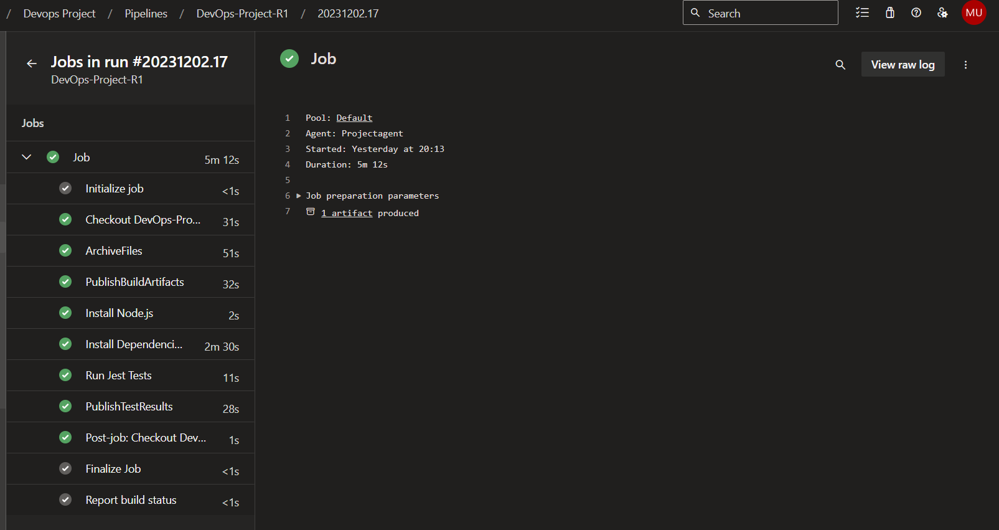 / Devops Project / Pipelines / DevOps-Project-R1 / 20231202.17
Search
MU
Jobs in run #20231202.17
DevOps-Project-R1
Jobs
Job 5m 12s
Initialize job <1s
Checkout DevOps-Pro... 31s
ArchiveFiles 51s
PublishBuildArtifacts 32s
Install Node.js 2s
Install Dependenci... 2m 30s
Run Jest Tests 11s
PublishTestResults 28s
Post-job: Checkout Dev... 1s
Finalize Job <1s
Report build status <1s
Job
View raw log
1 Pool: Default
2 Agent: Projectagent
3 Started: Yesterday at 20:13
4 Duration: 5m 12s
5
6 Job preparation parameters
7 1 artifact produced